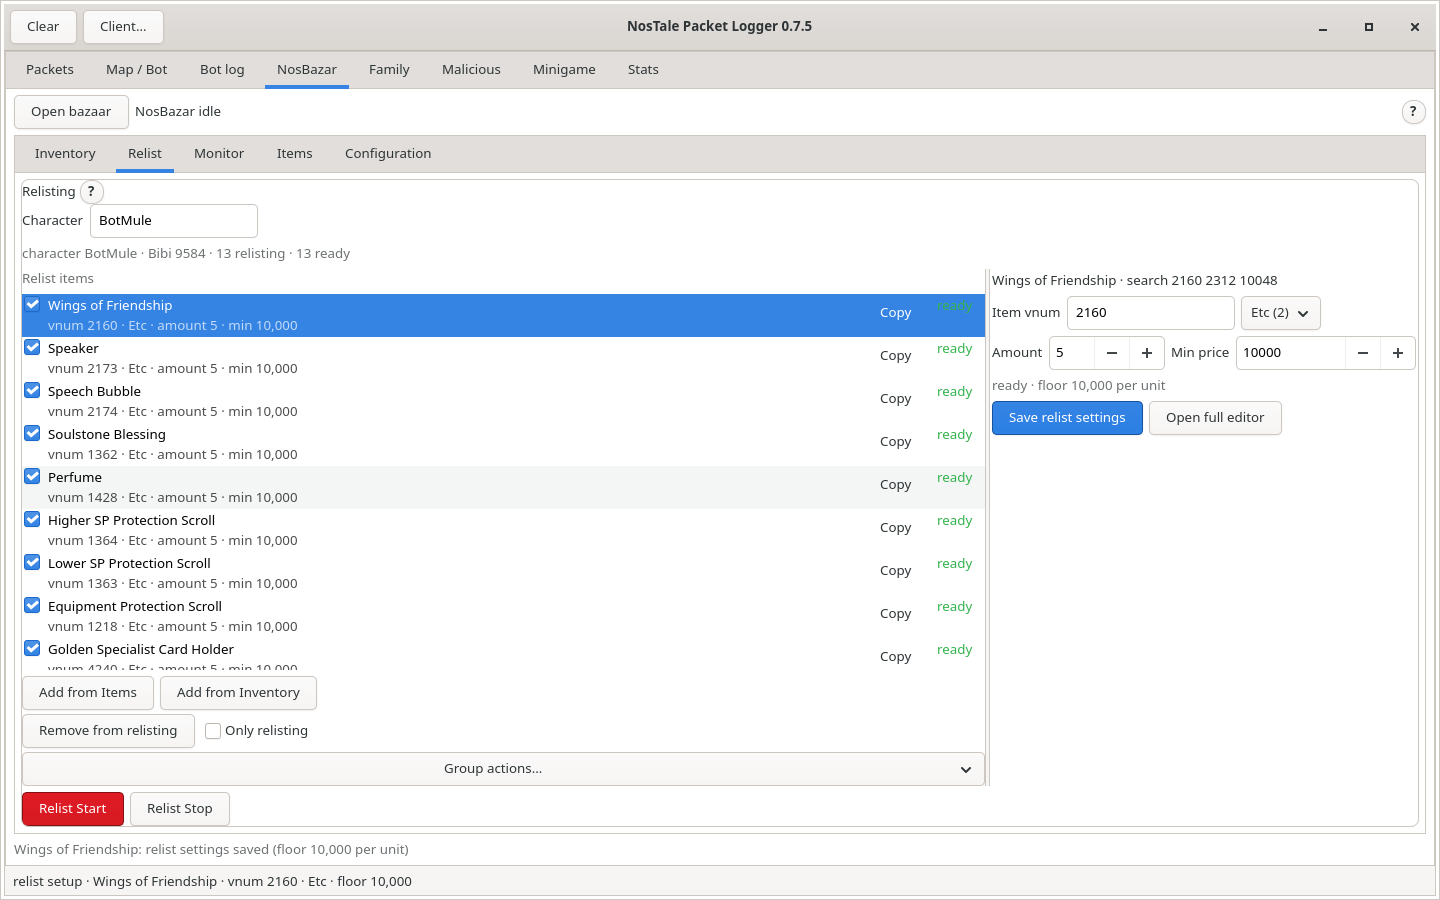 Clear Client... NosTale Packet Logger 0.7.5
Packets Map / Bot Bot log NosBazar Family Malicious Minigame Stats
Open bazaar NosBazar idle ?
Inventory Relist Monitor Items Configuration
Relisting ?
Character BotMule
character BotMule · Bibi 9584 · 13 relisting · 13 ready
Relist items
Wings of Friendship Copy ready
vnum 2160 · Etc · amount 5 · min 10,000
Speaker Copy ready
vnum 2173 · Etc · amount 5 · min 10,000
Speech Bubble Copy ready
vnum 2174 · Etc · amount 5 · min 10,000
Soulstone Blessing Copy ready
vnum 1362 · Etc · amount 5 · min 10,000
Perfume Copy ready
vnum 1428 · Etc · amount 5 · min 10,000
Higher SP Protection Scroll Copy ready
vnum 1364 · Etc · amount 5 · min 10,000
Lower SP Protection Scroll Copy ready
vnum 1363 · Etc · amount 5 · min 10,000
Equipment Protection Scroll Copy ready
vnum 1218 · Etc · amount 5 · min 10,000
Golden Specialist Card Holder Copy ready
vnum 4240 · Etc · amount 5 · min 10,000
Add from Items Add from Inventory
Remove from relisting Only relisting
Group actions...
Relist Start Relist Stop
Wings of Friendship · search 2160 2312 10048
Item vnum 2160 Etc (2)
Amount 5 Min price 10000
ready · floor 10,000 per unit
Save relist settings Open full editor
Wings of Friendship: relist settings saved (floor 10,000 per unit)
relist setup · Wings of Friendship · vnum 2160 · Etc · floor 10,000